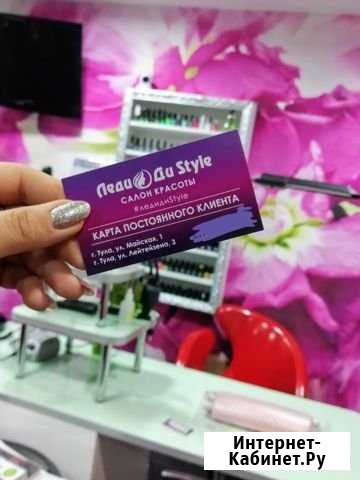 Леди Ди Style
САЛОН КРАСОТЫ
#ледидиStyle
КАРТА ПОСТОЯННОГО КЛИЕНТА
г. Тула, ул. Майская, 1
г. Тула, ул. Лейтейзена, 3
Интернет-
Кабинет.Ру